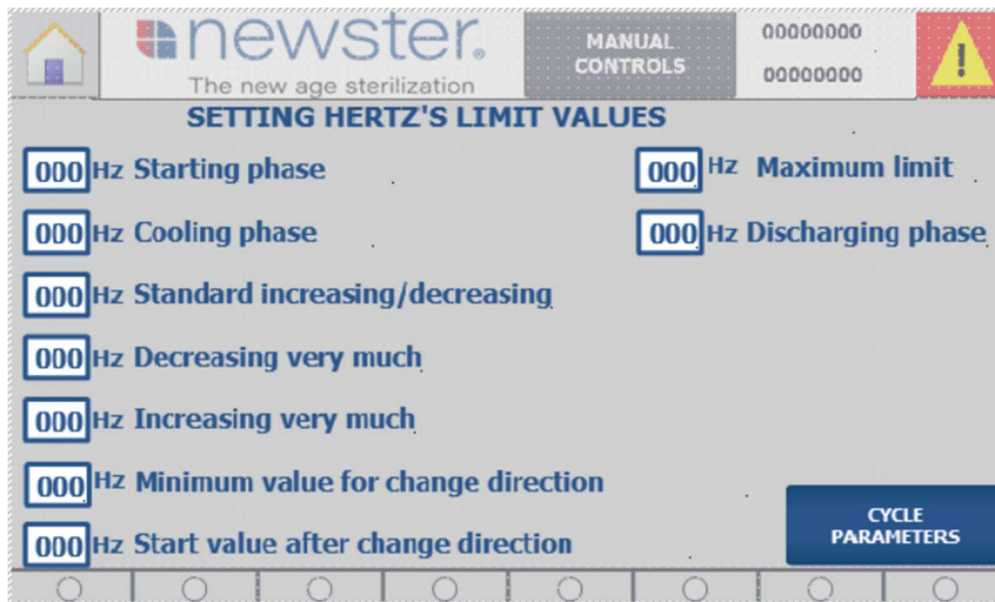 newster®
The new age sterilization
MANUAL
CONTROLS
00000000
00000000
!
SETTING HERTZ'S LIMIT VALUES
000 Hz Starting phase
000 Hz Maximum limit
000 Hz Cooling phase
000 Hz Discharging phase
000 Hz Standard increasing/decreasing
000 Hz Decreasing very much
000 Hz Increasing very much
000 Hz Minimum value for change direction
000 Hz Start value after change direction
CYCLE
PARAMETERS